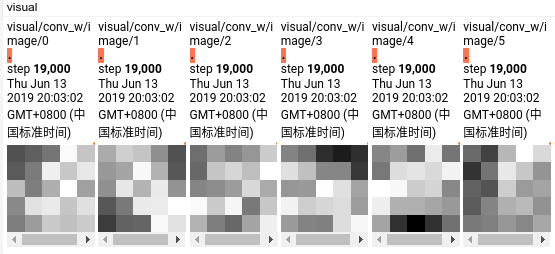 visual
visual/conv_w/i
mage/0
.
step 19,000
Thu Jun 13
2019 20:03:02
GMT+0800 (中
国标准时间)
visual/conv_w/i
mage/1
.
step 19,000
Thu Jun 13
2019 20:03:02
GMT+0800 (中
国标准时间)
visual/conv_w/i
mage/2
.
step 19,000
Thu Jun 13
2019 20:03:02
GMT+0800 (中
国标准时间)
visual/conv_w/i
mage/3
.
step 19,000
Thu Jun 13
2019 20:03:02
GMT+0800 (中
国标准时间)
visual/conv_w/i
mage/4
.
step 19,000
Thu Jun 13
2019 20:03:02
GMT+0800 (中
国标准时间)
visual/conv_w/i
mage/5
.
step 19,000
Thu Jun 13
2019 20:03:02
GMT+0800 (中
国标准时间)